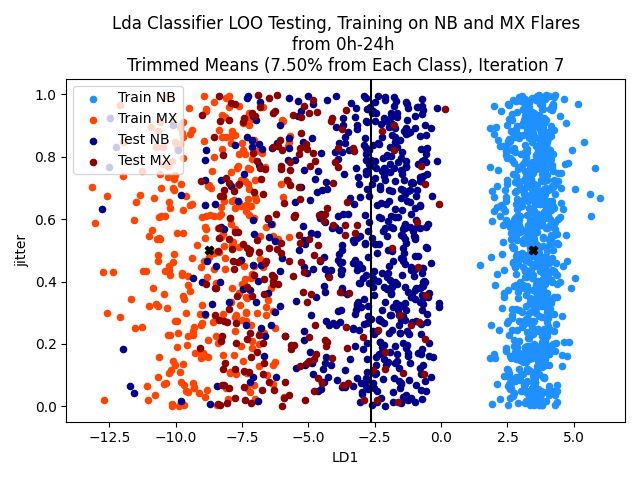 Lda Classifier LOO Testing, Training on NB and MX Flares
from 0h-24h
Trimmed Means (7.50% from Each Class), Iteration 7
Train NB
Train MX
Test NB
Test MX
jitter
1.0
0.8
0.6
0.4
0.2
0.0
−12.5 −10.0 −7.5 −5.0 −2.5 0.0 2.5 5.0
LD1